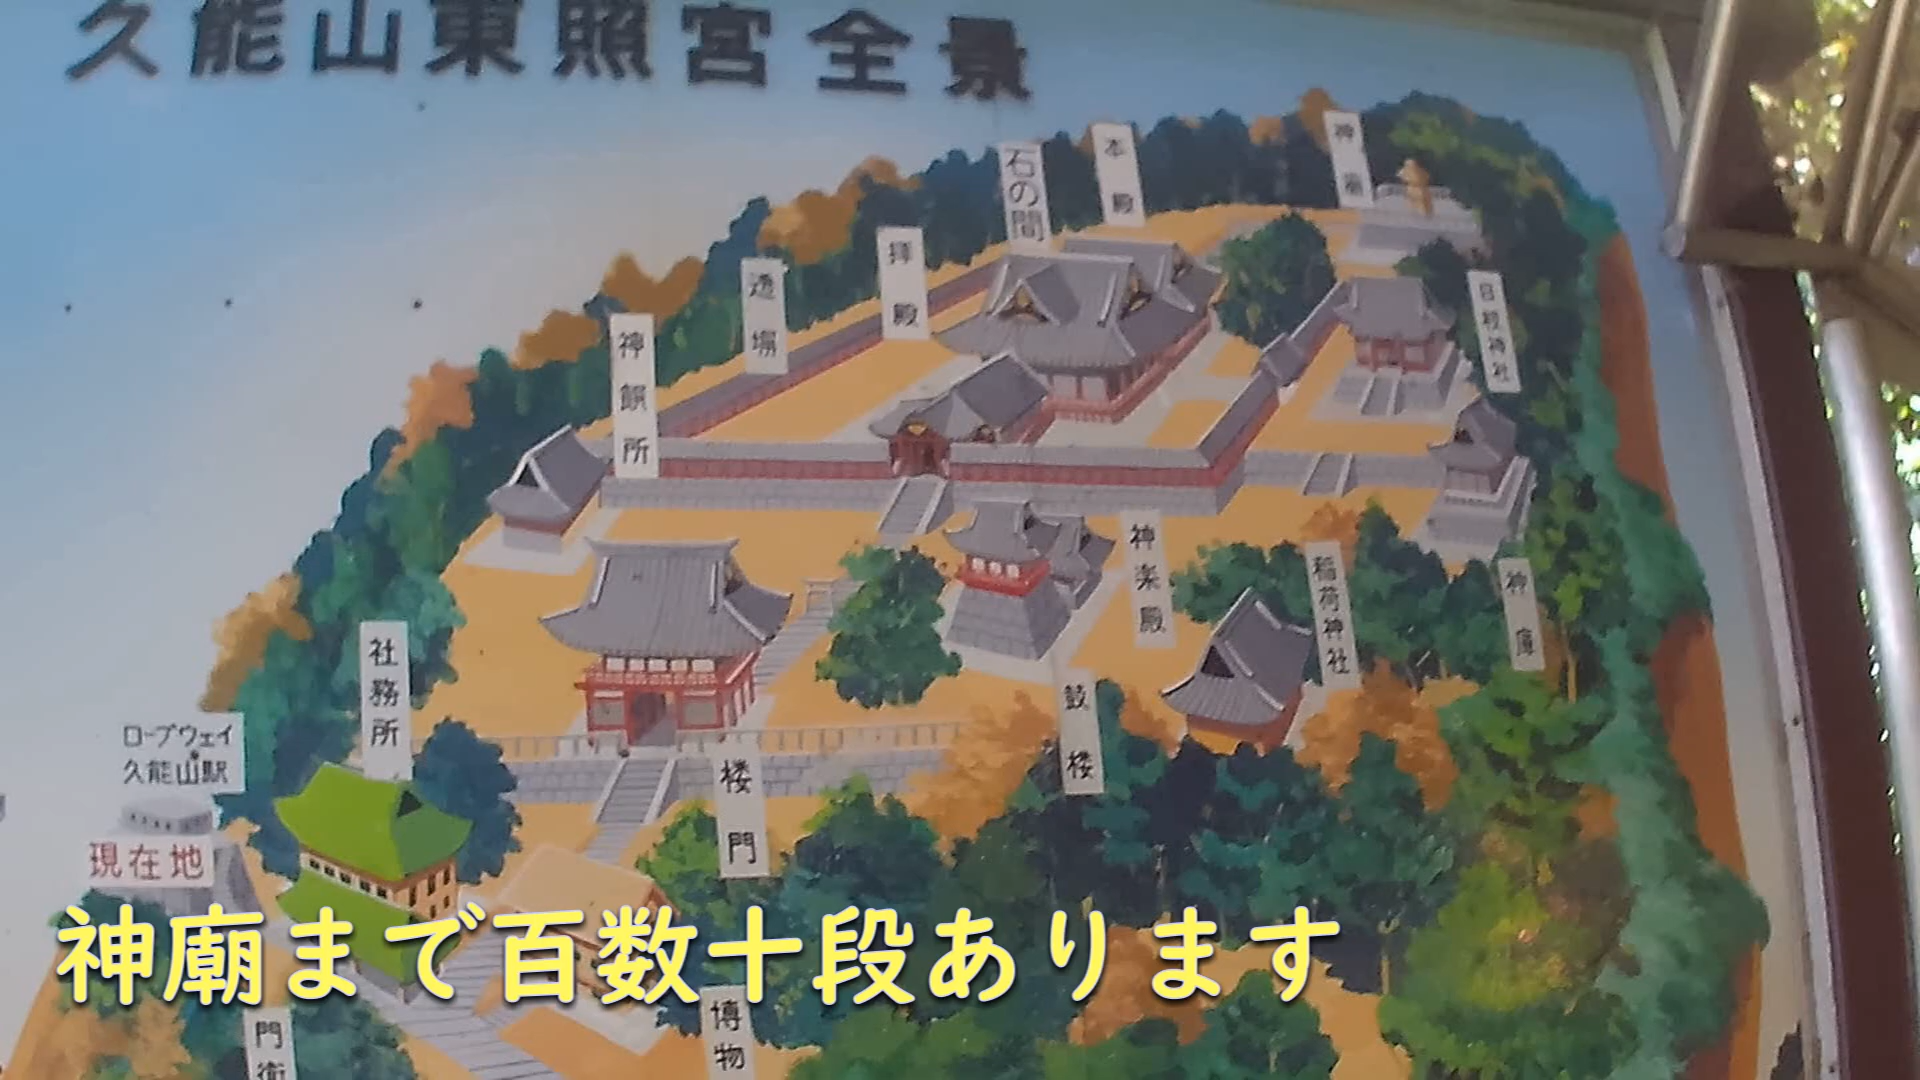 久能山東照宮全景
神廟
本殿
石の間
拝殿
透塀
日枝神社
神饌所
神楽殿
稲荷神社
神庫
社務所
鼓楼
ロープウェイ
久能山駅
楼門
現在地
神廟まで百数十段あります
博物
門衛